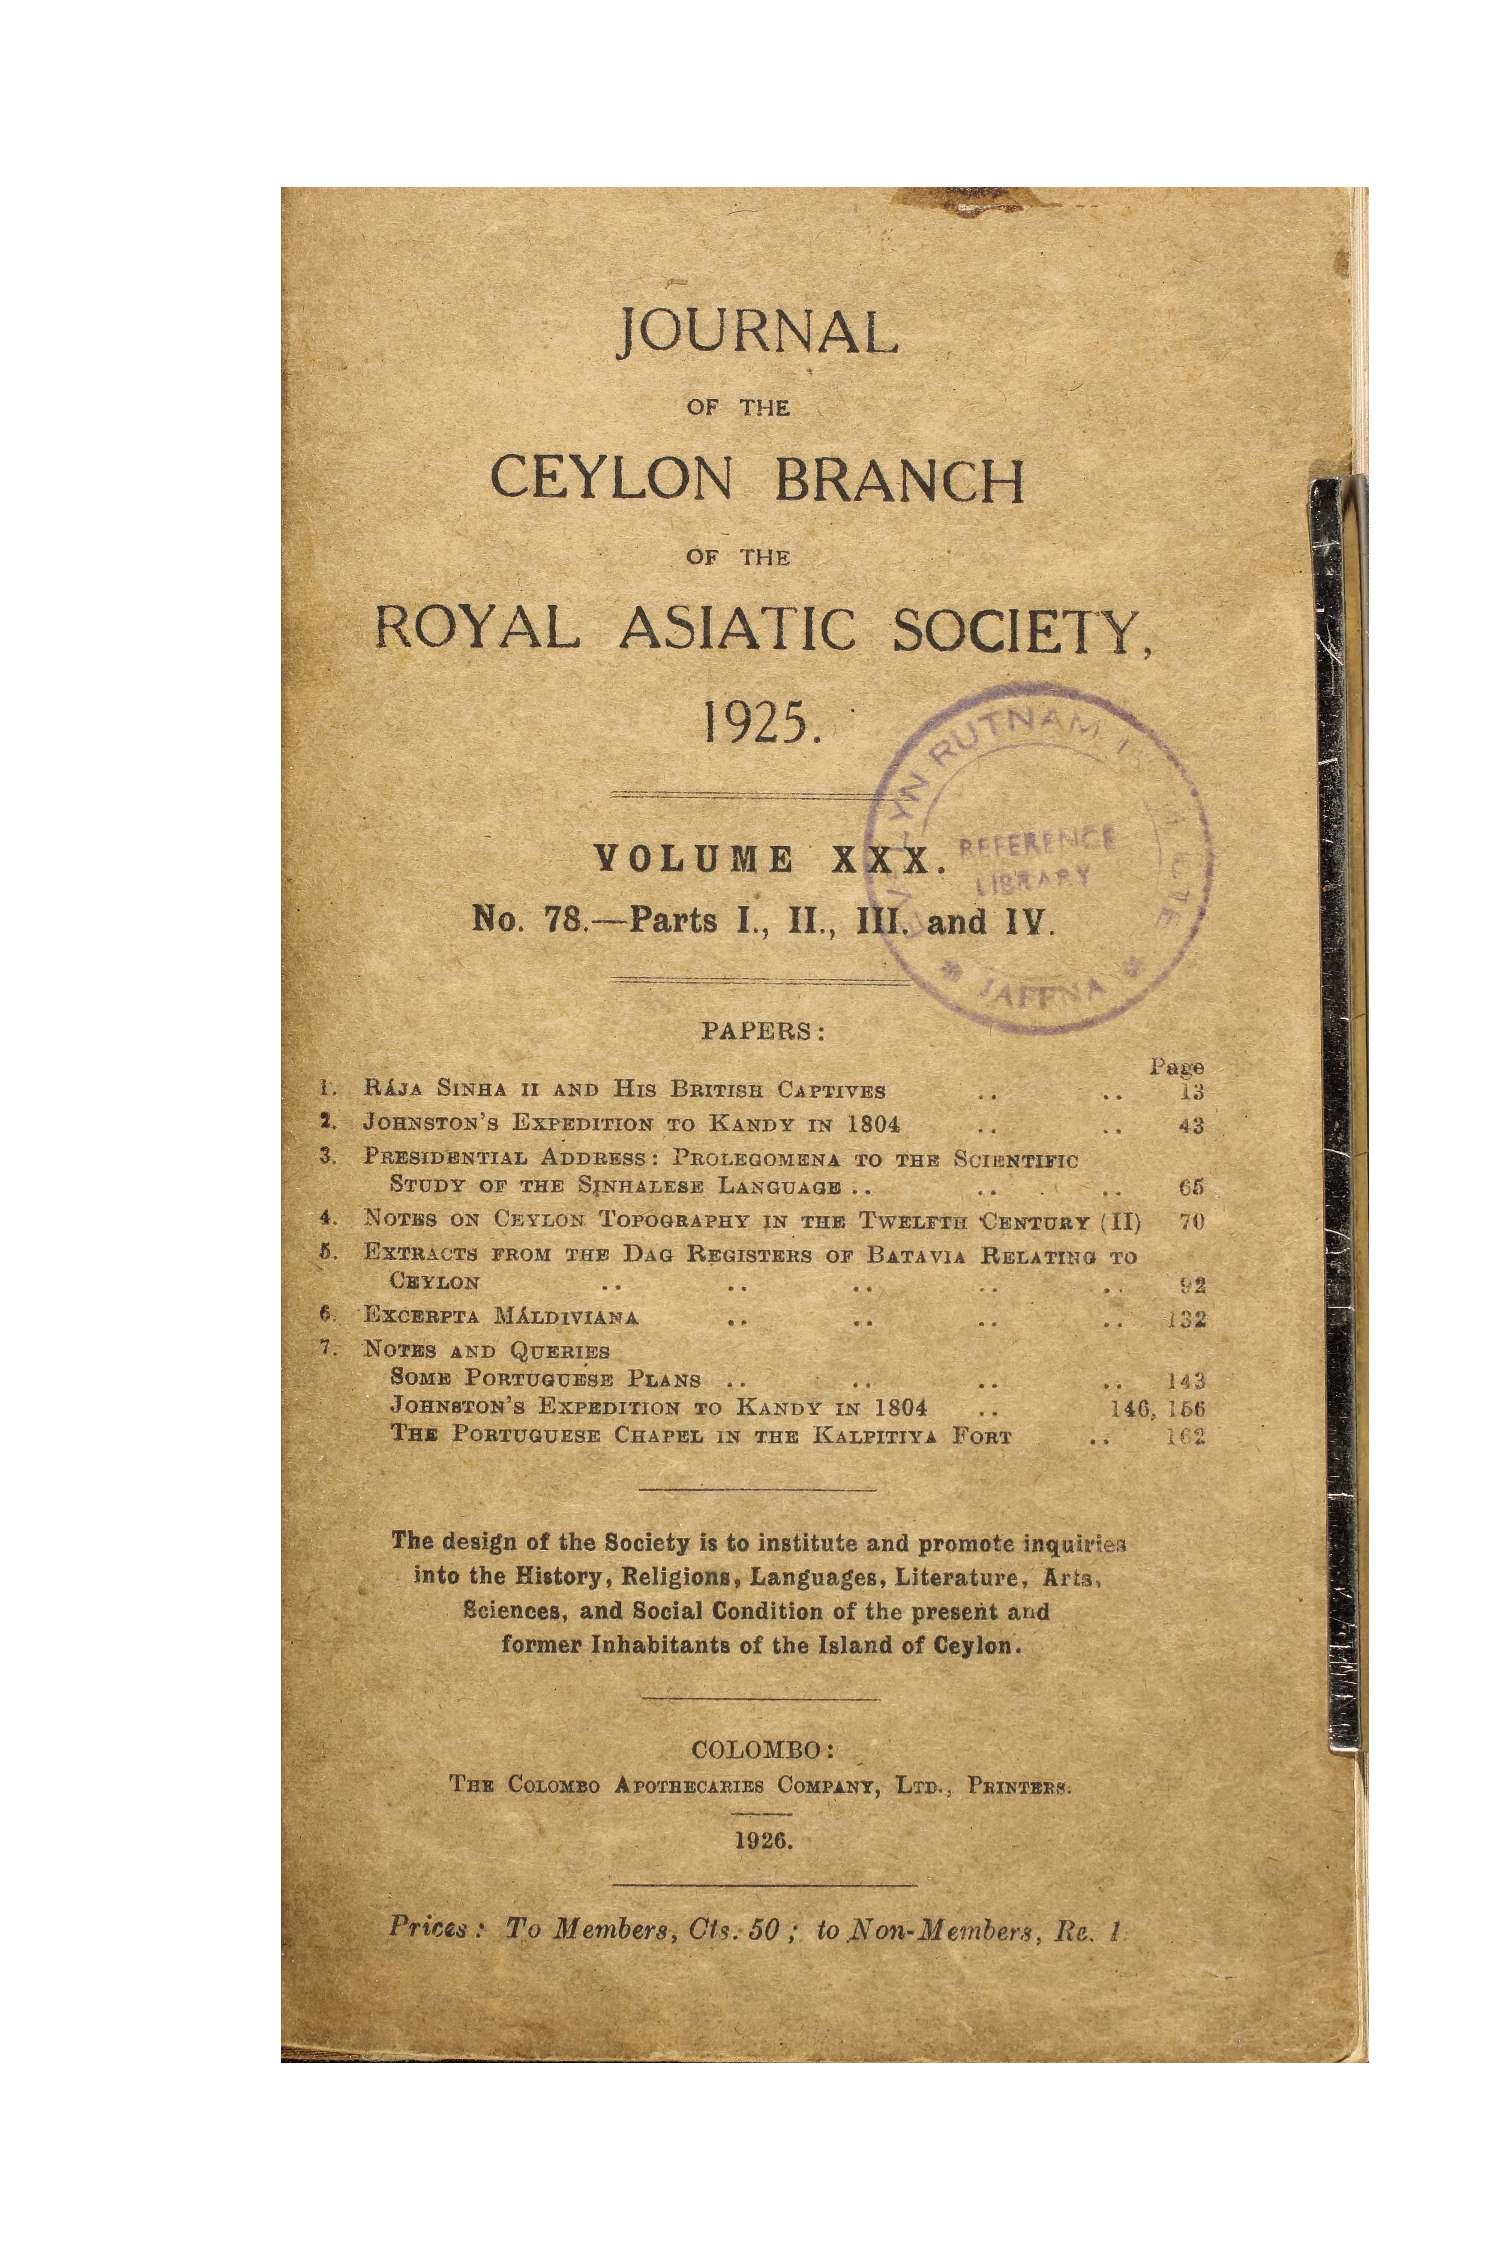 JOURNAL
OF THE
CEYLON BRANCH
OF THE
ROYAL ASIATIC SOCIETY,
1925.
VOLUME XXX.
No. 78.—Parts I., II., III. and IV.
RUTNAM
REFERENCE
LIBRARY
* JAFFNA *
PAPERS:
Page
1. RÁJA SINHA II AND HIS BRITISH CAPTIVES .. .. 13
2. JOHNSTON'S EXPEDITION TO KANDY IN 1804 .. .. 43
3. PRESIDENTIAL ADDRESS: PROLEGOMENA TO THE SCIENTIFIC
STUDY OF THE SINHALESE LANGUAGE .. .. .. 65
4. NOTES ON CEYLON TOPOGRAPHY IN THE TWELFTH CENTURY (II) 70
5. EXTRACTS FROM THE DAG REGISTERS OF BATAVIA RELATING TO
CEYLON .. .. .. .. .. 92
6. EXCERPTA MÁLDIVIANA .. .. .. .. 132
7. NOTES AND QUERIES
SOME PORTUGUESE PLANS .. .. .. .. 143
JOHNSTON'S EXPEDITION TO KANDY IN 1804 .. 146, 156
THE PORTUGUESE CHAPEL IN THE KALPITIYA FORT .. 162
The design of the Society is to institute and promote inquiries
into the History, Religions, Languages, Literature, Arts,
Sciences, and Social Condition of the present and
former Inhabitants of the Island of Ceylon.
COLOMBO:
THE COLOMBO APOTHECARIES COMPANY, LTD., PRINTERS.
1926.
Prices: To Members, Cts. 50; to Non-Members, Re. 1